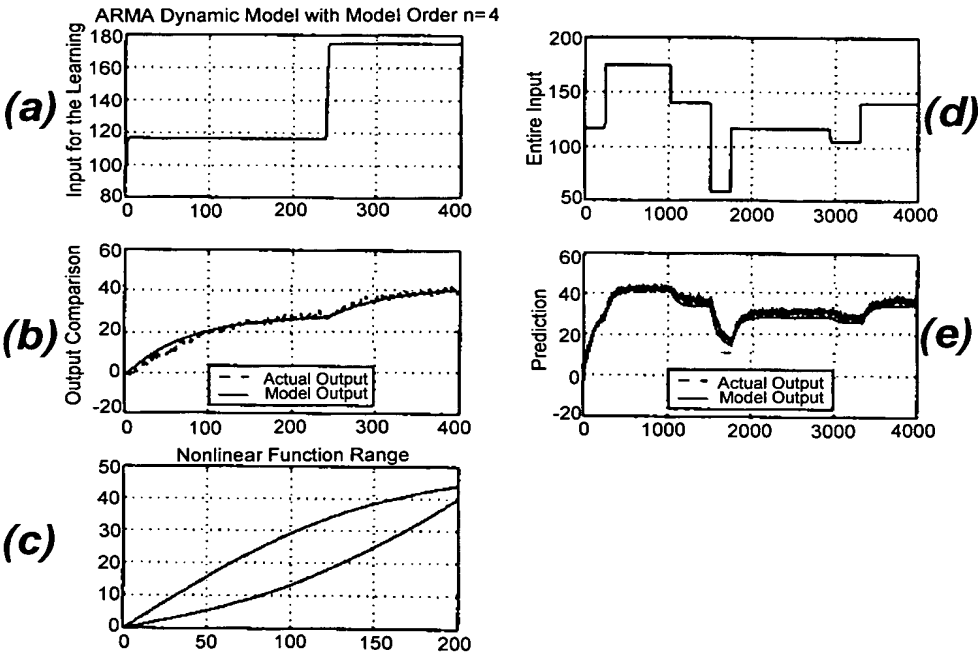 ARMA Dynamic Model with Model Order n=4
(a)
Input for the Learning
180
160
140
120
100
80
0 100 200 300 400
(b)
Output Comparison
60
40
20
0
-20
Actual Output
Model Output
0 100 200 300 400
(c)
Nonlinear Function Range
50
40
30
20
10
0
0 50 100 150 200
(d)
Entire Input
200
150
100
50
0 1000 2000 3000 4000
(e)
Prediction
60
40
20
0
-20
Actual Output
Model Output
0 1000 2000 3000 4000